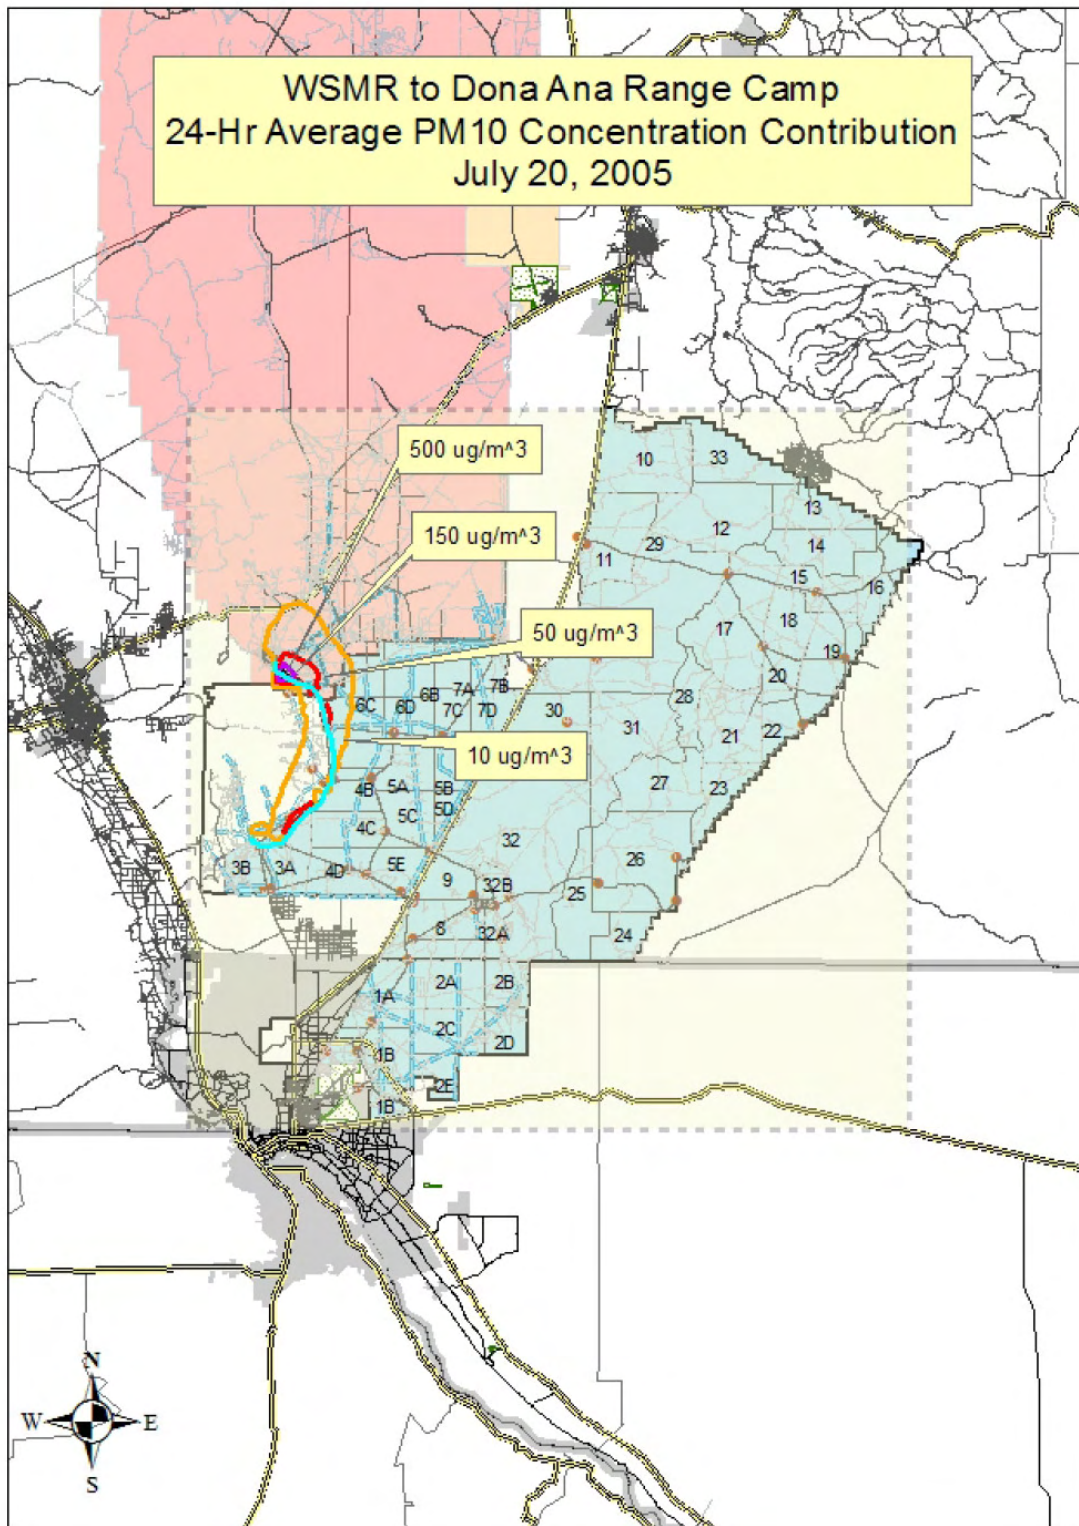 WSMR to Dona Ana Range Camp
24-Hr Average PM10 Concentration Contribution
July 20, 2005
500 ug/m^3
150 ug/m^3
50 ug/m^3
10 ug/m^3
10
33
13
12
14
29
11
15
16
17
18
19
20
28
7A
7B
6B
6C
6D
7C
7D
30
31
21
22
27
23
4B
5A
5B
5D
5C
4C
32
26
3B
3A
4D
5E
9
32B
25
8
32A
24
2A
2B
1A
2C
2D
1B
2E
1B
N
W
E
S